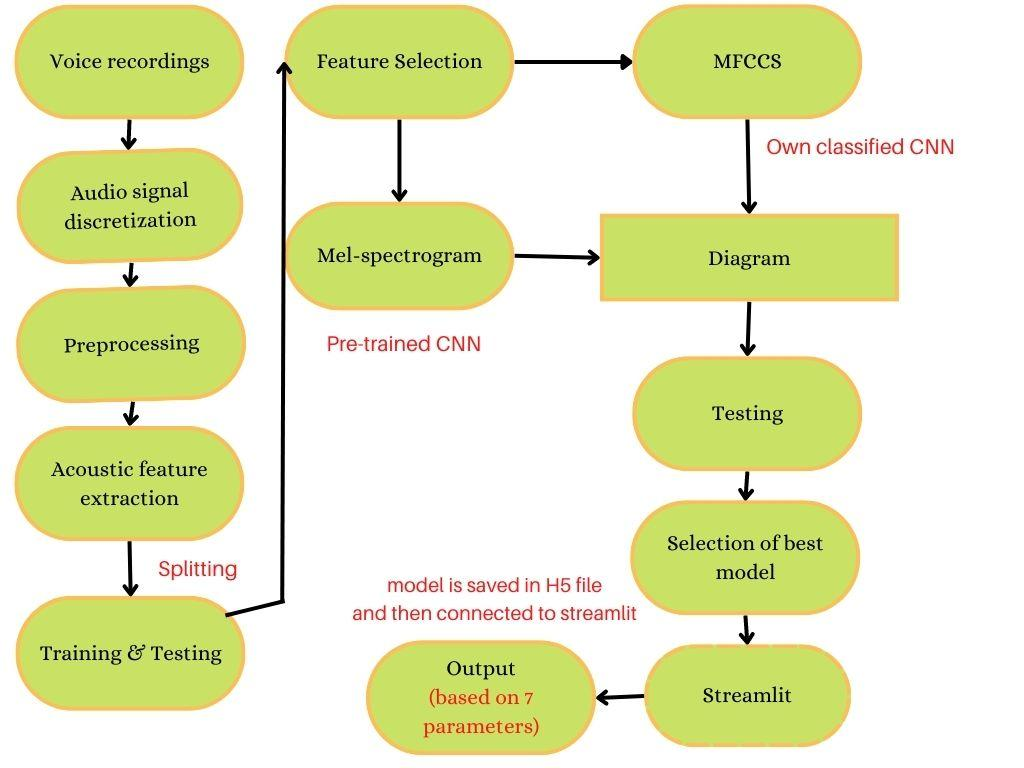 Voice recordings
Audio signal
discretization
Preprocessing
Acoustic feature
extraction
Splitting
Training & Testing
Feature Selection
MFCCS
Own classified CNN
Mel-spectrogram
Pre-trained CNN
Diagram
Testing
Selection of best
model
Streamlit
model is saved in H5 file
and then connected to streamlit
Output
(based on 7
parameters)